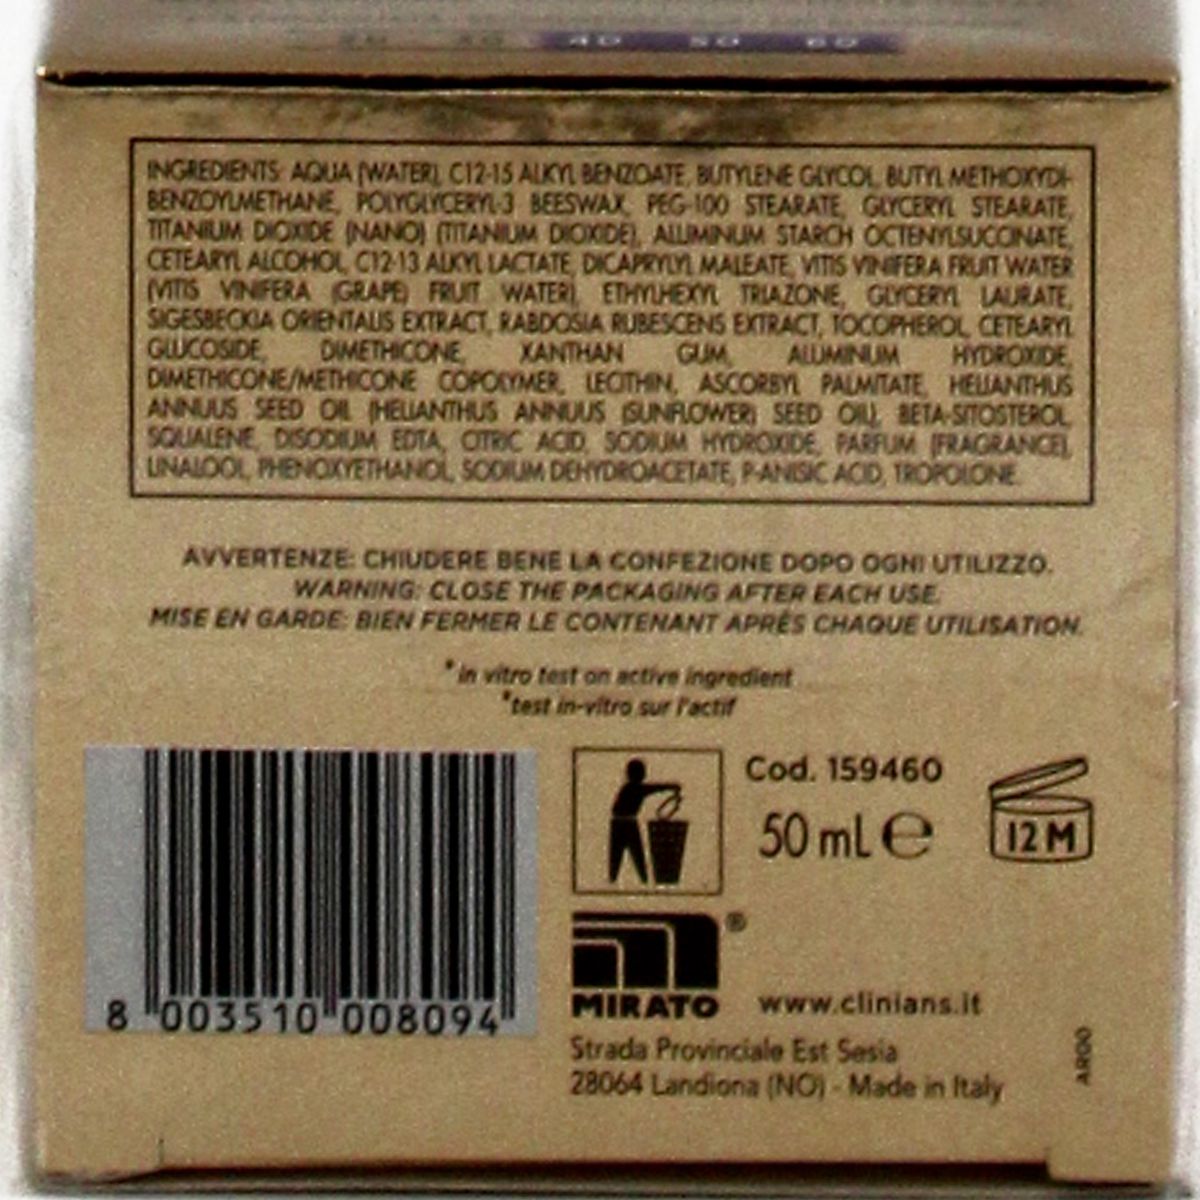 40 50 60
INGREDIENTS: AQUA (WATER), C12-15 ALKYL BENZOATE, BUTYLENE GLYCOL, BUTYL METHOXYDI-
BENZOYLMETHANE, POLYGLYCERYL-3 BEESWAX, PEG-100 STEARATE, GLYCERYL STEARATE,
TITANIUM DIOXIDE (NANO) (TITANIUM DIOXIDE), ALUMINUM STARCH OCTENYLSUCCINATE,
CETEARYL ALCOHOL, C12-13 ALKYL LACTATE, DICAPRYLYL MALEATE, VITIS VINIFERA FRUIT WATER
(VITIS VINIFERA (GRAPE) FRUIT WATER), ETHYLHEXYL TRIAZONE, GLYCERYL LAURATE,
SIGESBECKIA ORIENTALIS EXTRACT, RABDOSIA RUBESCENS EXTRACT, TOCOPHEROL, CETEARYL
GLUCOSIDE, DIMETHICONE, XANTHAN GUM, ALUMINUM HYDROXIDE,
DIMETHICONE/METHICONE COPOLYMER, LECITHIN, ASCORBYL PALMITATE, HELIANTHUS
ANNUUS SEED OIL (HELIANTHUS ANNUUS (SUNFLOWER) SEED OIL), BETA-SITOSTEROL,
SQUALENE, DISODIUM EDTA, CITRIC ACID, SODIUM HYDROXIDE, PARFUM (FRAGRANCE),
LINALOOL, PHENOXYETHANOL, SODIUM DEHYDROACETATE, P-ANISIC ACID, TROPOLONE.
AVVERTENZE: CHIUDERE BENE LA CONFEZIONE DOPO OGNI UTILIZZO.
WARNING: CLOSE THE PACKAGING AFTER EACH USE.
MISE EN GARDE: BIEN FERMER LE CONTENANT APRÉS CHAQUE UTILISATION.
*in vitro test on active ingredient
*test in-vitro sur l'actif
Cod. 159460
50 mL ℮
12 M
8 003510 008094
MIRATO ®
www.clinians.it
Strada Provinciale Est Sesia
28064 Landiona (NO) - Made in Italy
AR00